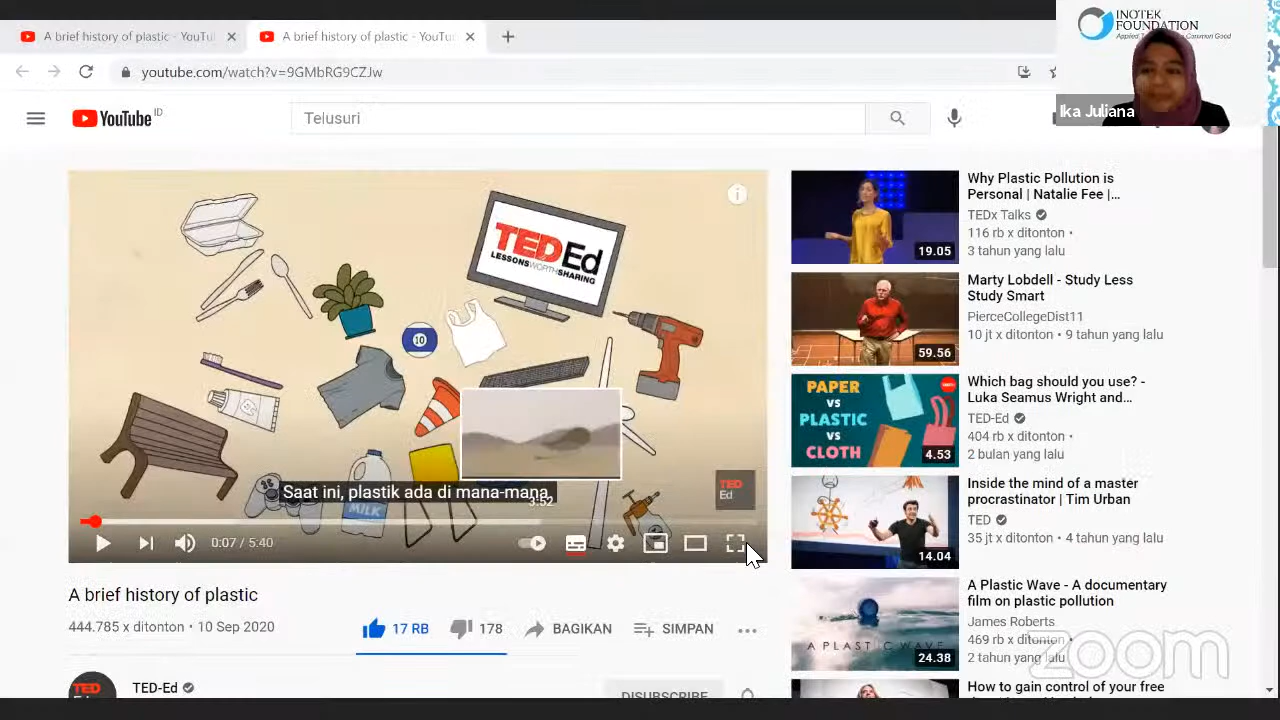 A brief history of plastic - YouTu
A brief history of plastic - YouTu
youtube.com/watch?v=9GMbRG9CZJw
INOTEK
FOUNDATION
Ika Juliana
YouTube ID
Telusuri
TEDEd
LESSONS WORTH SHARING
10
MILK
Saat ini, plastik ada di mana-mana,
3:52
TED
Ed
0:07 / 5:40
A brief history of plastic
444.785 x ditonton • 10 Sep 2020
17 RB
178
BAGIKAN
SIMPAN
TED
TED-Ed
DISUBSCRIBE
19.05
Why Plastic Pollution is
Personal | Natalie Fee |...
TEDx Talks
116 rb x ditonton •
3 tahun yang lalu
59.56
Marty Lobdell - Study Less
Study Smart
PierceCollegeDist11
10 jt x ditonton • 9 tahun yang lalu
PAPER
VS
PLASTIC
VS
CLOTH
4.53
Which bag should you use? -
Luka Seamus Wright and...
TED-Ed
404 rb x ditonton •
2 bulan yang lalu
14.04
Inside the mind of a master
procrastinator | Tim Urban
TED
35 jt x ditonton • 4 tahun yang lalu
A PLASTIC WAVE
24.38
A Plastic Wave - A documentary
film on plastic pollution
James Roberts
469 rb x ditonton •
2 tahun yang lalu
How to gain control of your free
zoom